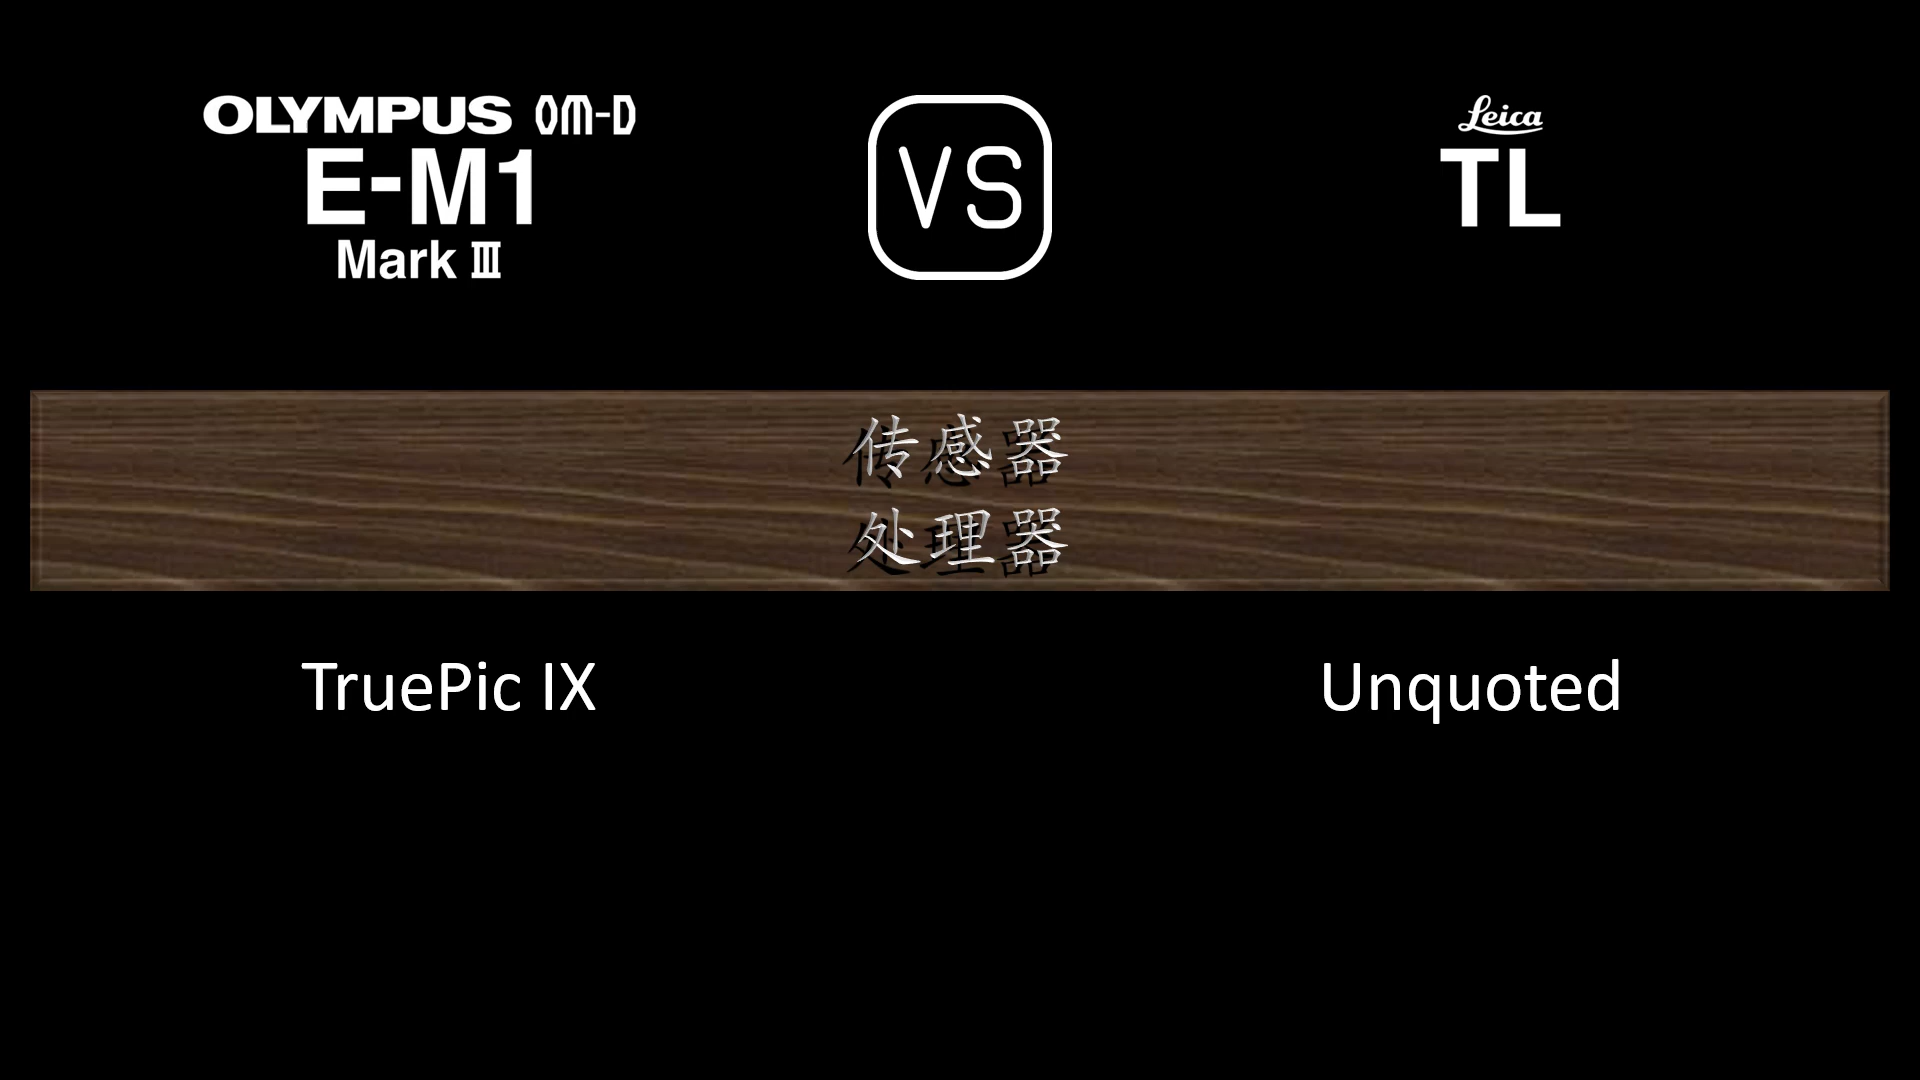 OLYMPUS OM-D
E-M1
Mark III
VS
Leica
TL
传感器
处理器
TruePic IX
Unquoted